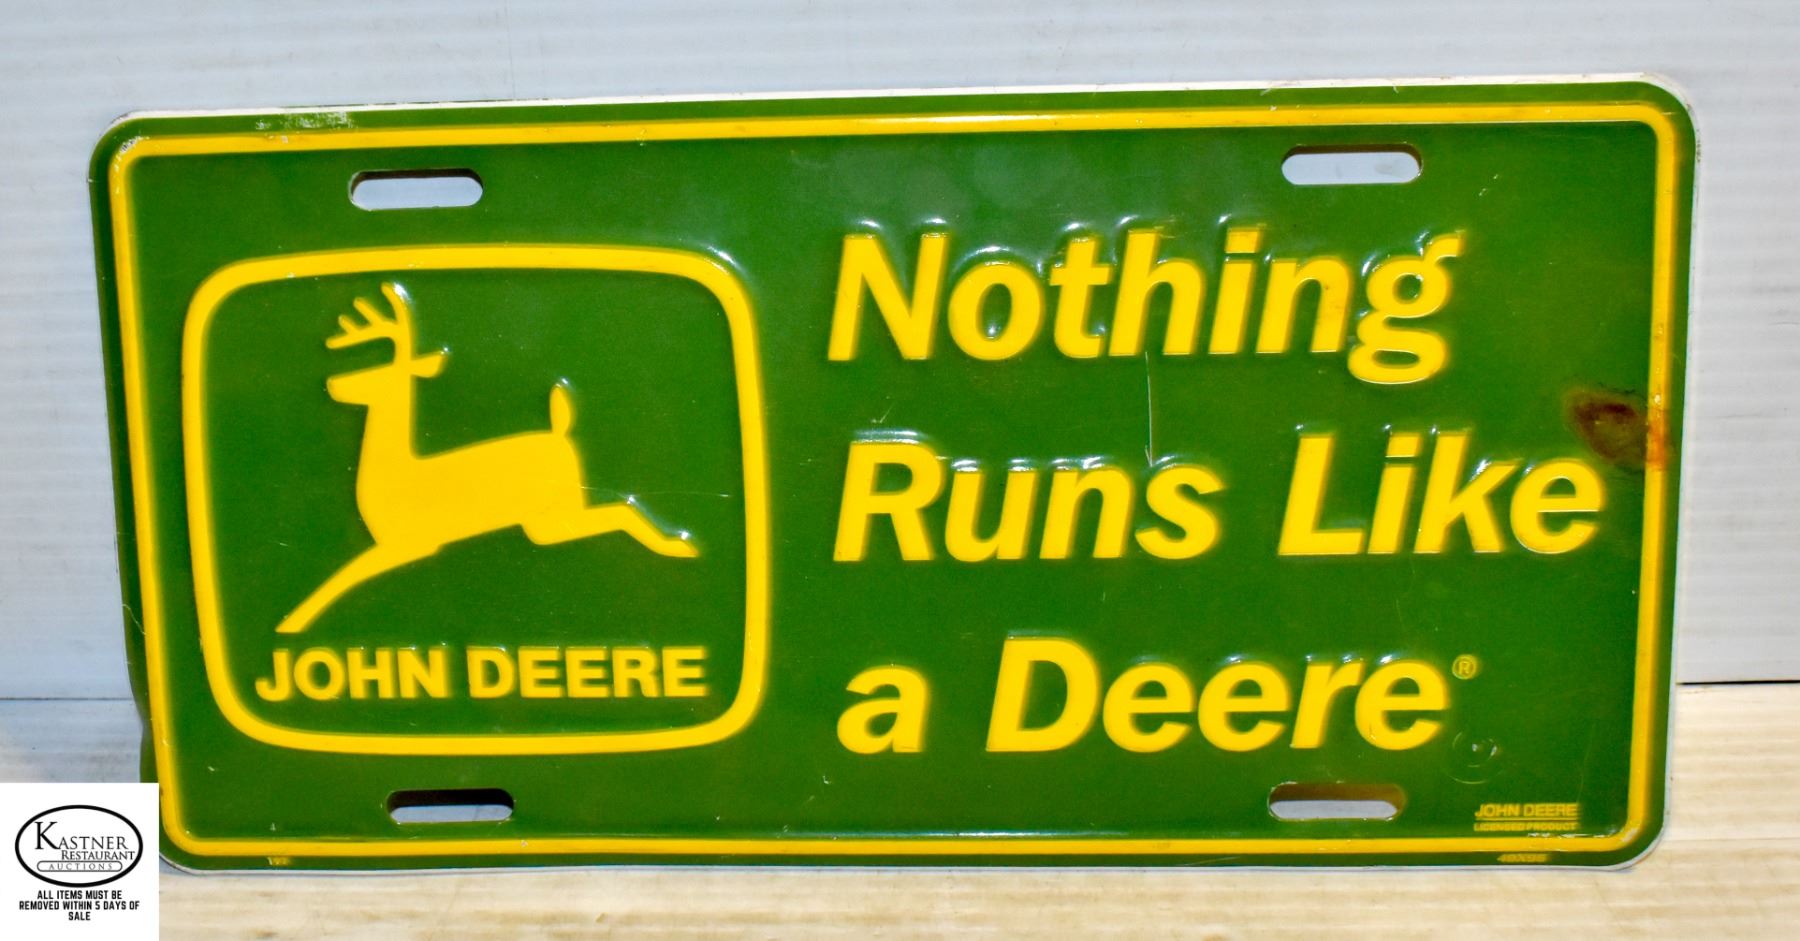 Nothing
Runs Like
a Deere®
JOHN DEERE
JOHN DEERE
LICENSED PRODUCT
KASTNER
RESTAURANT
AUCTIONS
ALL ITEMS MUST BE
REMOVED WITHIN 5 DAYS OF
SALE